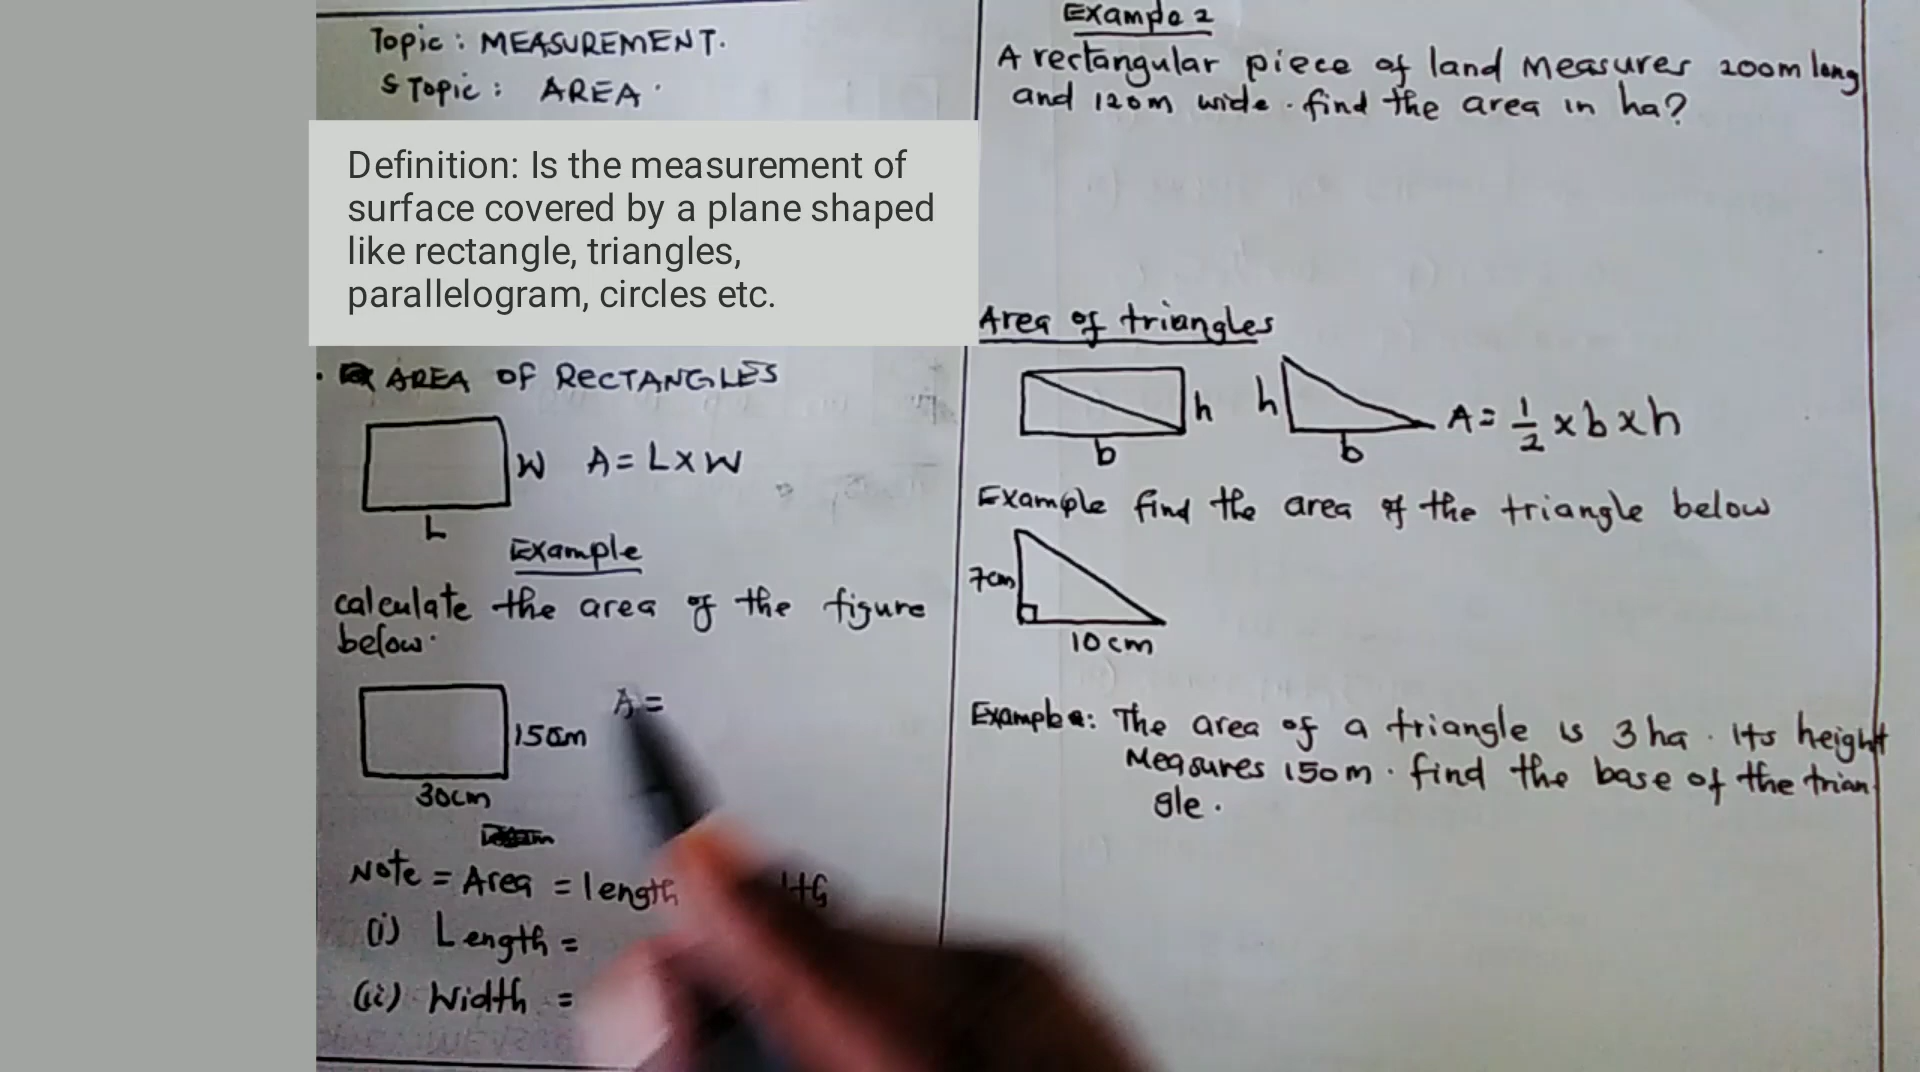 Topic: MEASUREMENT.
S Topic: AREA.
Definition: Is the measurement of
surface covered by a plane shaped
like rectangle, triangles,
parallelogram, circles etc.
. AREA OF RECTANGLES
W A = L x W
L
Example
calculate the area of the figure
below.
A =
15cm
30cm
Note = Area = length
(i) Length =
(ii) Width =
Example 2
A rectangular piece of land measures 200m long
and 120m wide. find the area in ha?
Area of triangles
h h A = 1/2 x b x h
b b
Example find the area of the triangle below
7cm
10cm
Example: The area of a triangle is 3 ha. Its height
Measures 150m. find the base of the trian
gle.